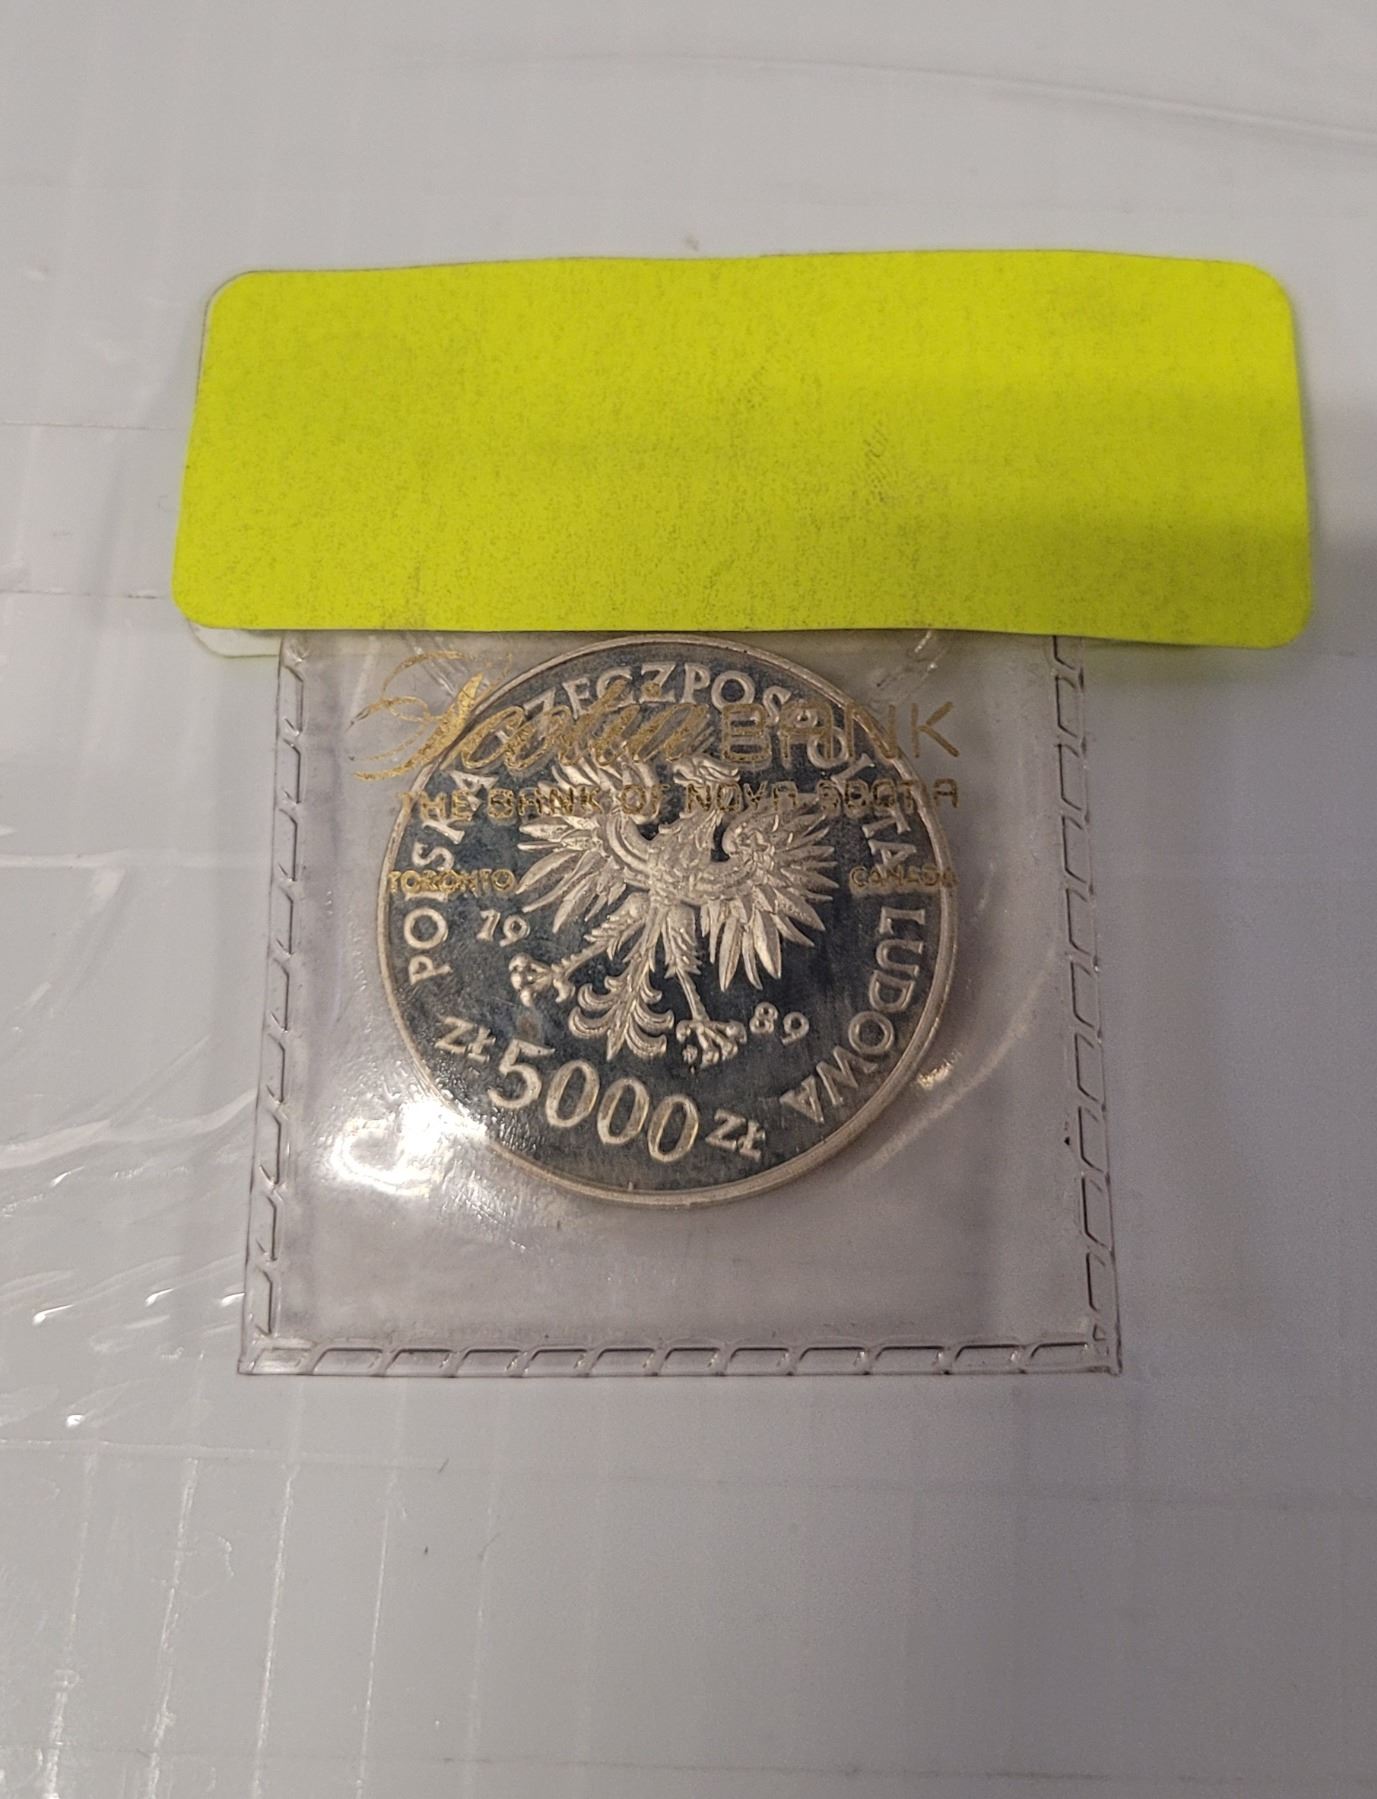 Scotia BANK
THE BANK OF NOVA SCOTIA
TORONTO CANADA
POLSKA RZECZPOSPOLITA LUDOWA
19 89
ZŁ 5000 ZŁ